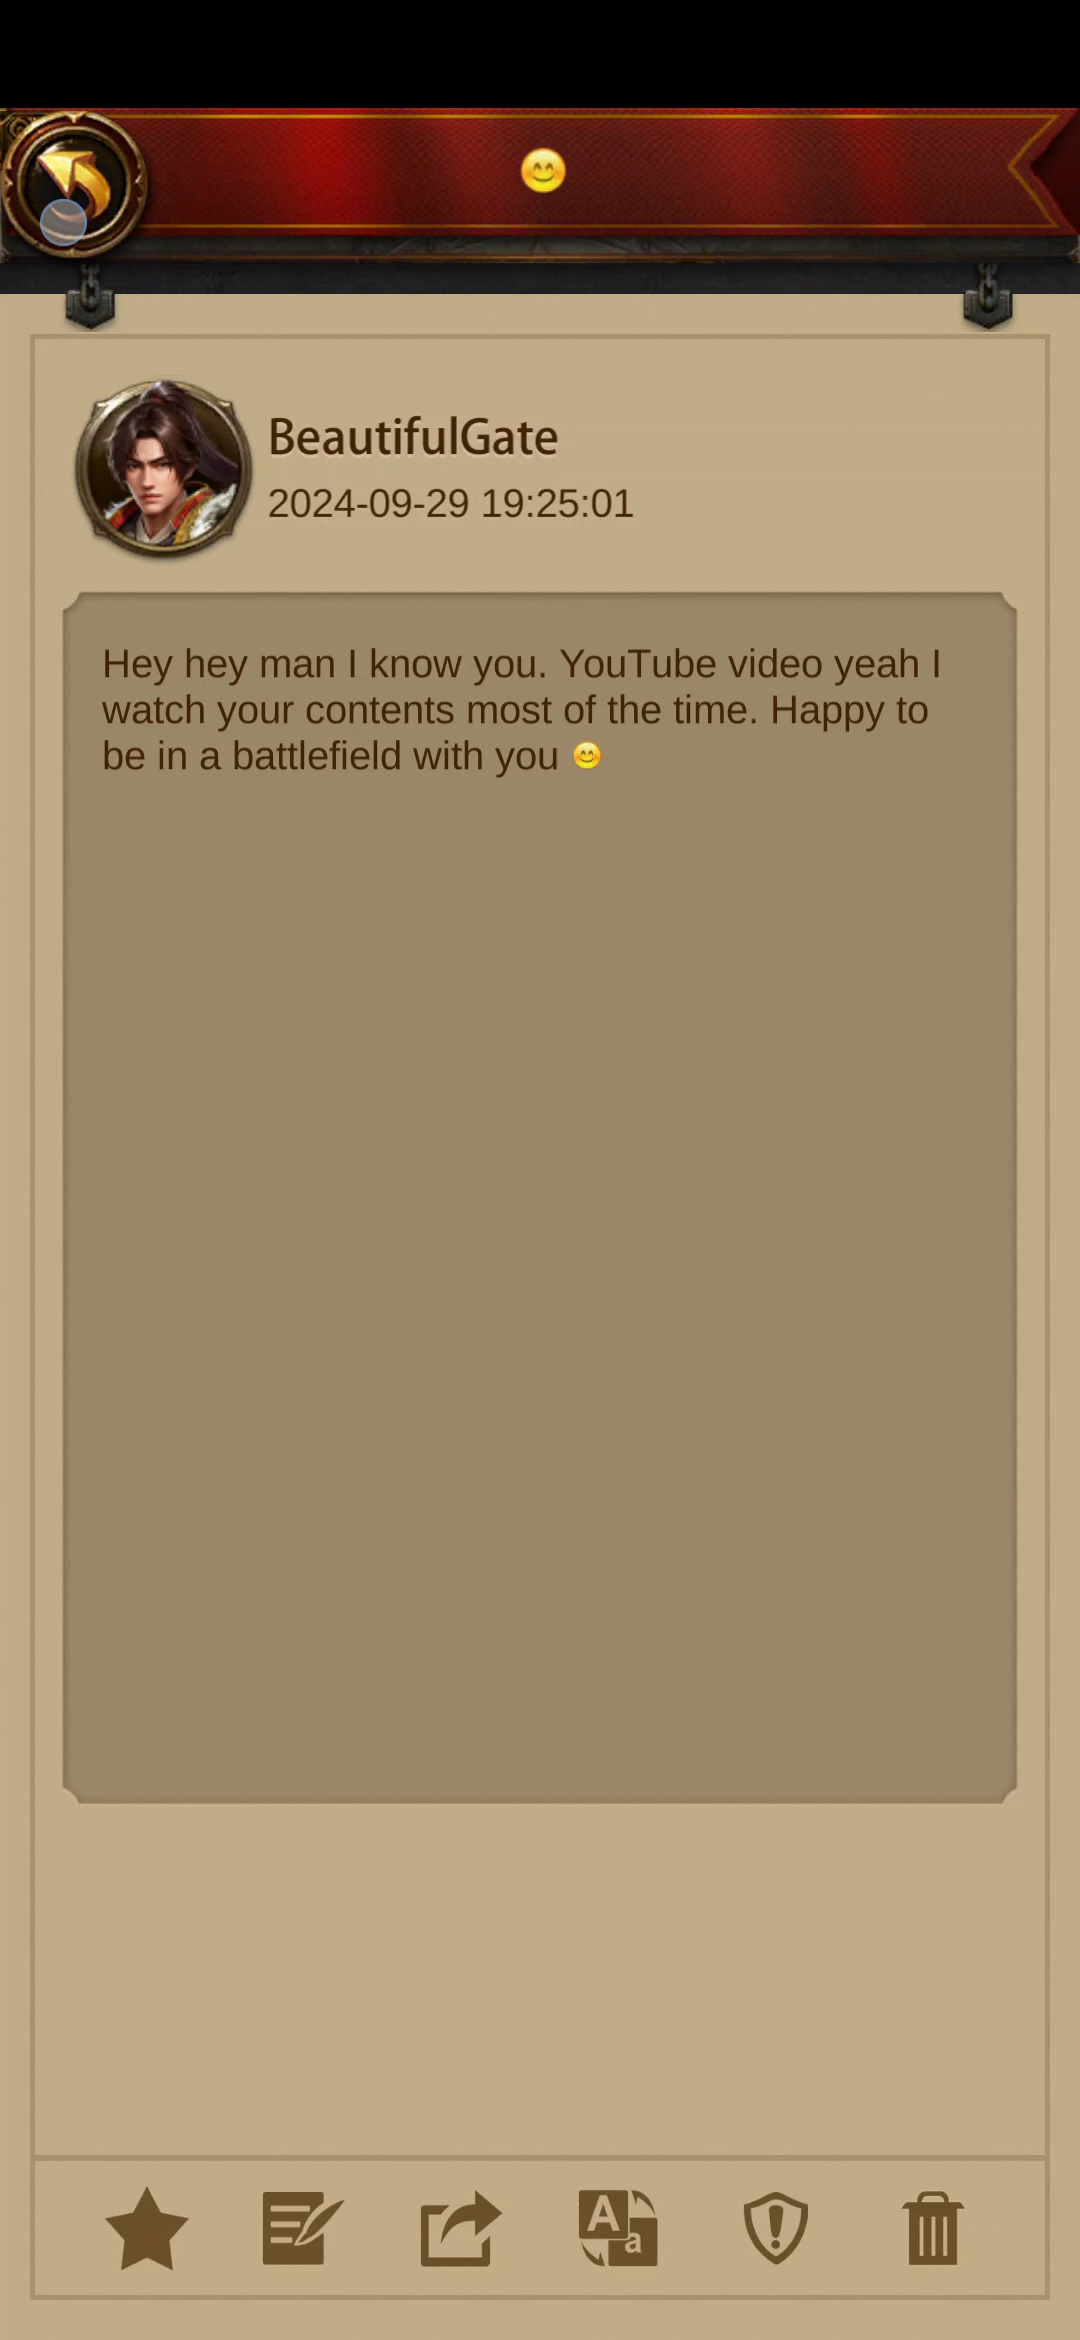 😊
BeautifulGate
2024-09-29 19:25:01
Hey hey man I know you. YouTube video yeah I
watch your contents most of the time. Happy to
be in a battlefield with you 😊
A
a